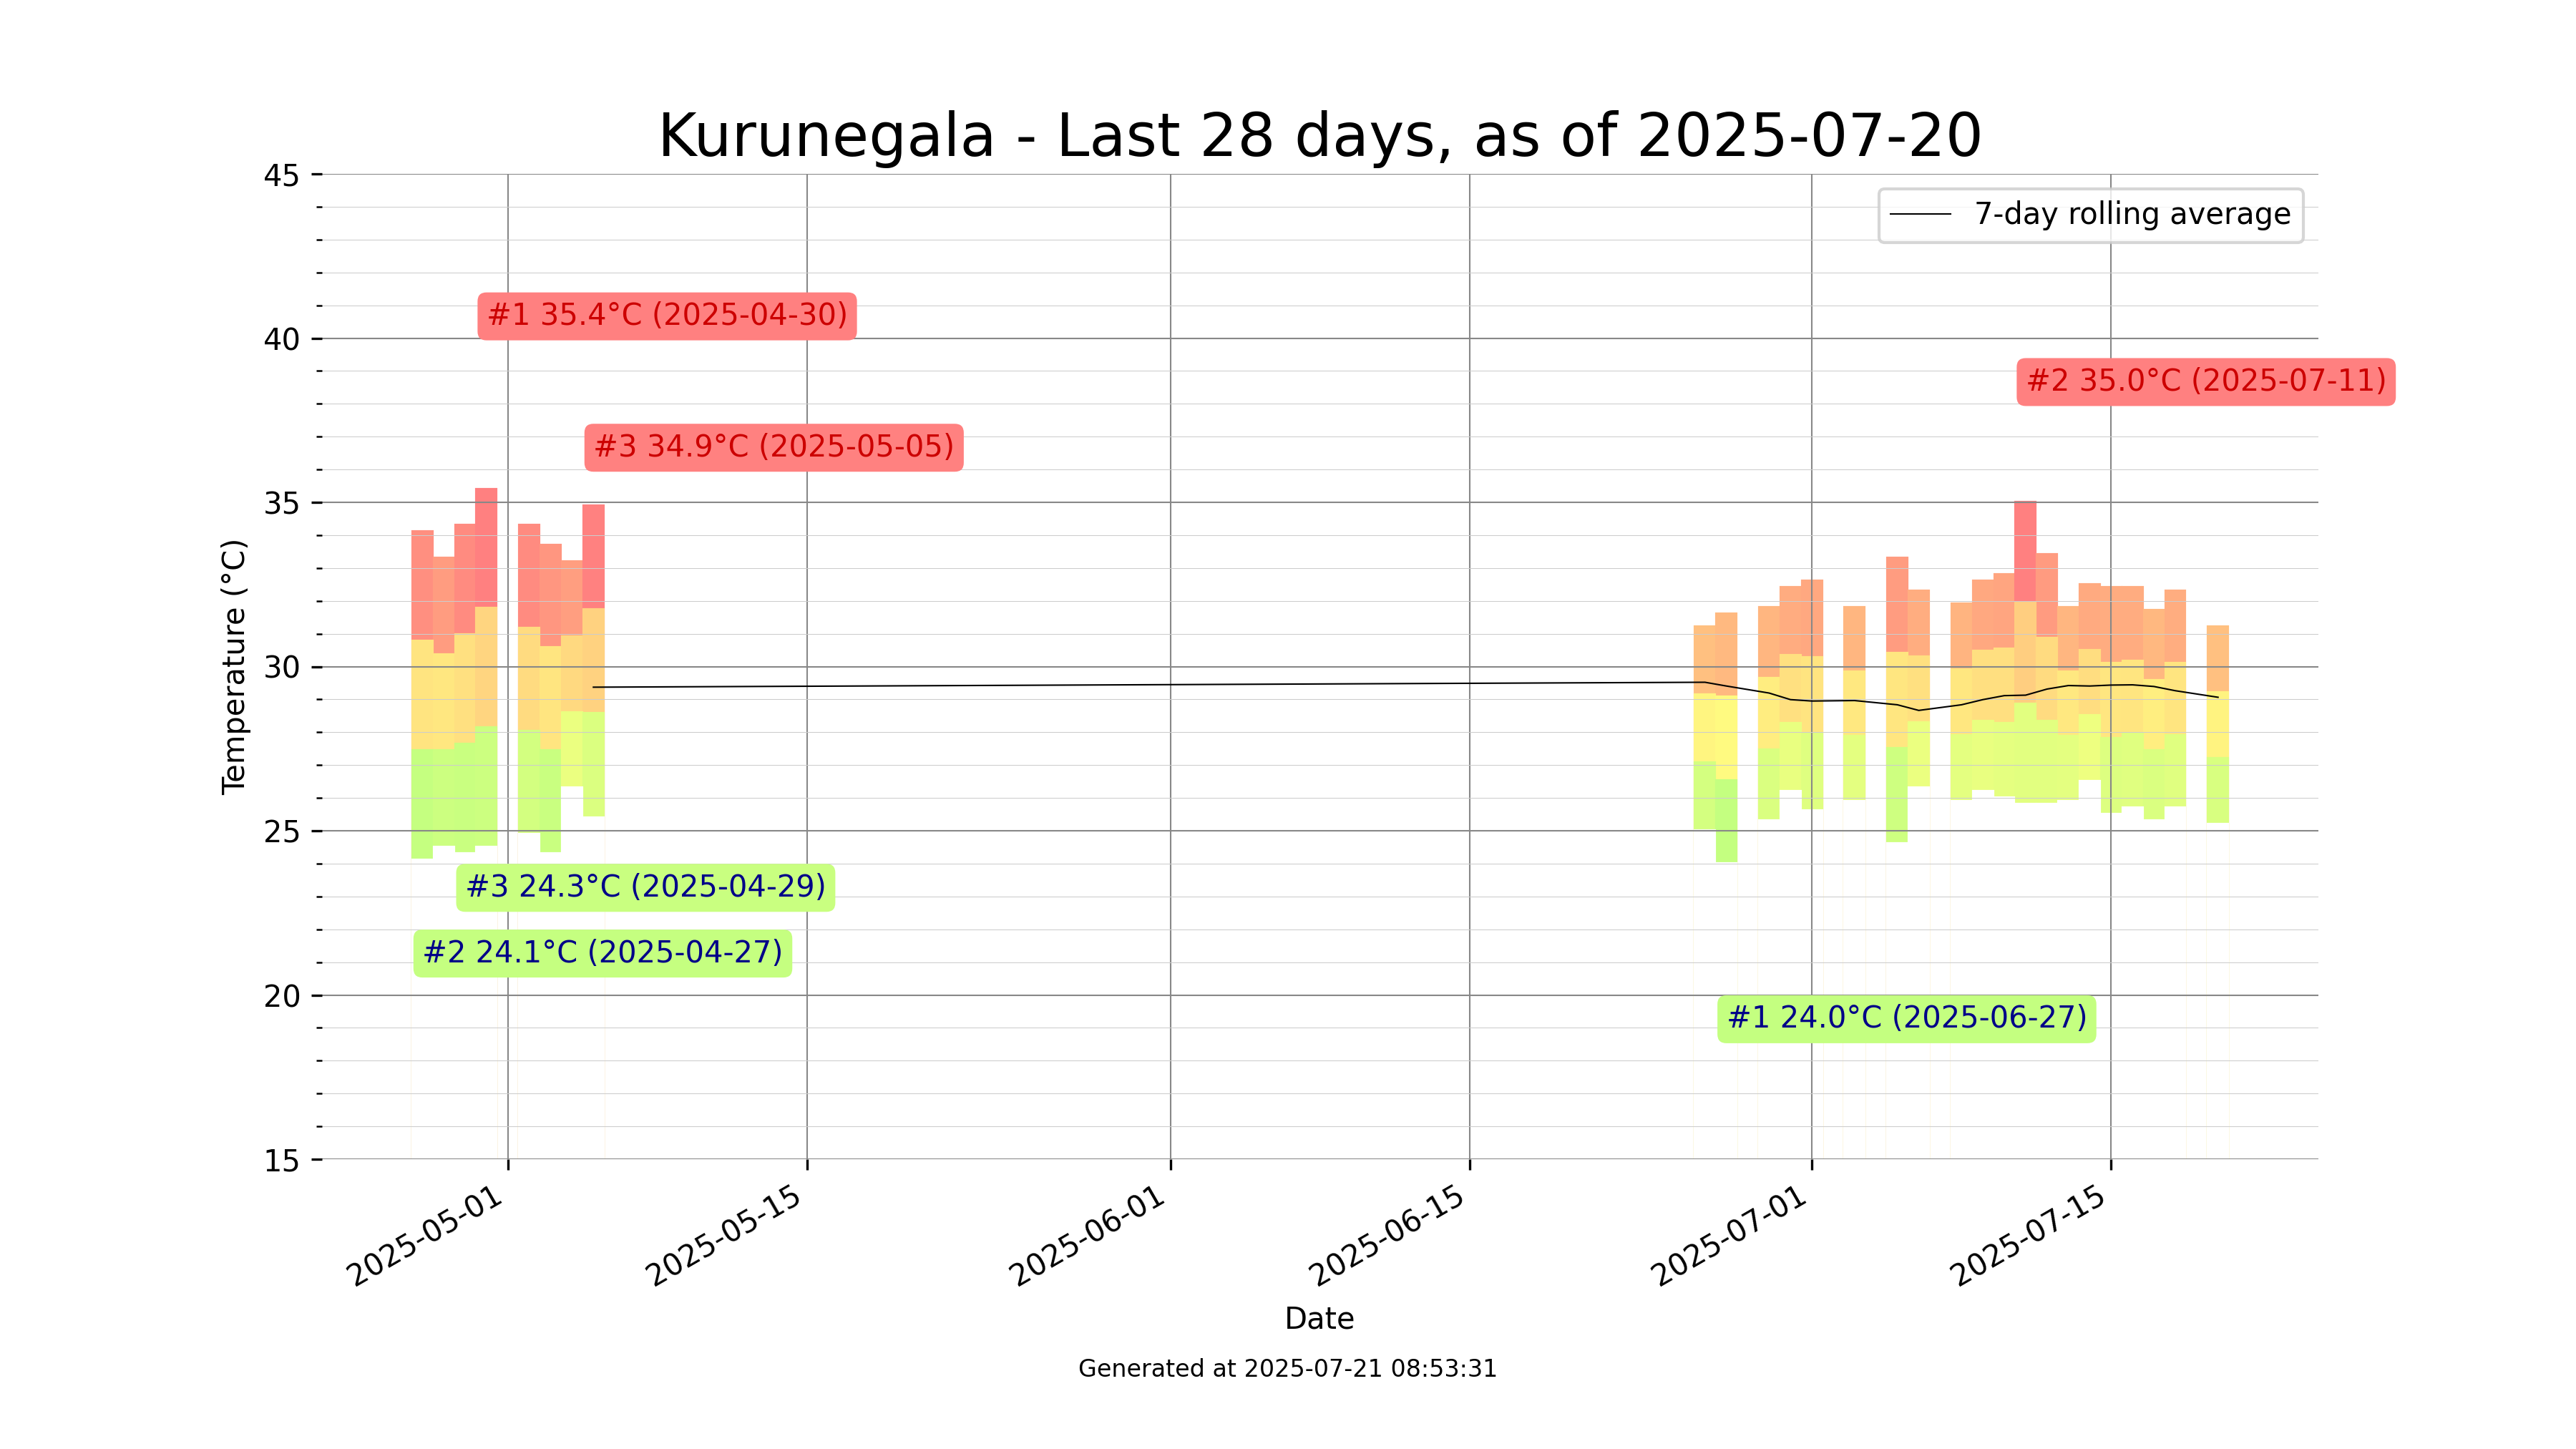 Kurunegala - Last 28 days, as of 2025-07-20
7-day rolling average
#1 35.4°C (2025-04-30)
#2 35.0°C (2025-07-11)
#3 34.9°C (2025-05-05)
#3 24.3°C (2025-04-29)
#2 24.1°C (2025-04-27)
#1 24.0°C (2025-06-27)
Temperature (°C)
45
40
35
30
25
20
15
2025-05-01
2025-05-15
2025-06-01
2025-06-15
2025-07-01
2025-07-15
Date
Generated at 2025-07-21 08:53:31